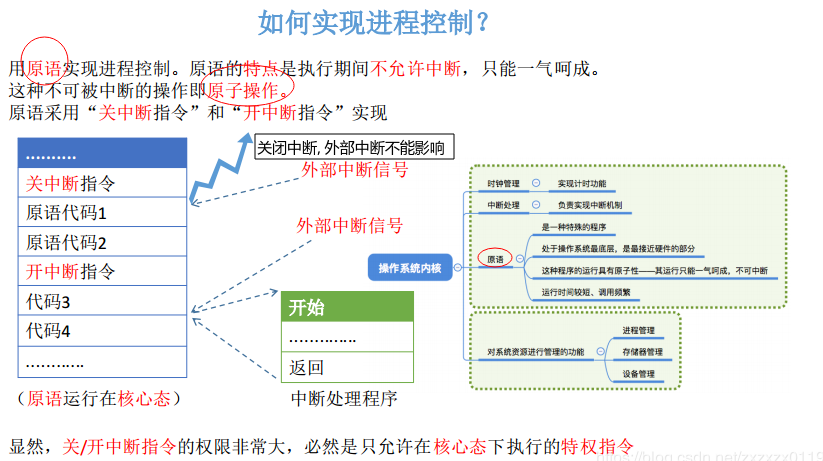 如何实现进程控制？
用原语实现进程控制。原语的特点是执行期间不允许中断，只能一气呵成。
这种不可被中断的操作即原子操作。
原语采用“关中断指令”和“开中断指令”实现
..........
关中断指令
原语代码1
原语代码2
开中断指令
代码3
代码4
............
（原语运行在核心态）
关闭中断, 外部中断不能影响
外部中断信号
外部中断信号
开始
..............
返回
中断处理程序
操作系统内核
时钟管理
实现计时功能
中断处理
负责实现中断机制
原语
是一种特殊的程序
处于操作系统最底层，是最接近硬件的部分
这种程序的运行具有原子性——其运行只能一气呵成，不可中断
运行时间较短、调用频繁
对系统资源进行管理的功能
进程管理
存储器管理
设备管理
显然，关/开中断指令的权限非常大，必然是只允许在核心态下执行的特权指令